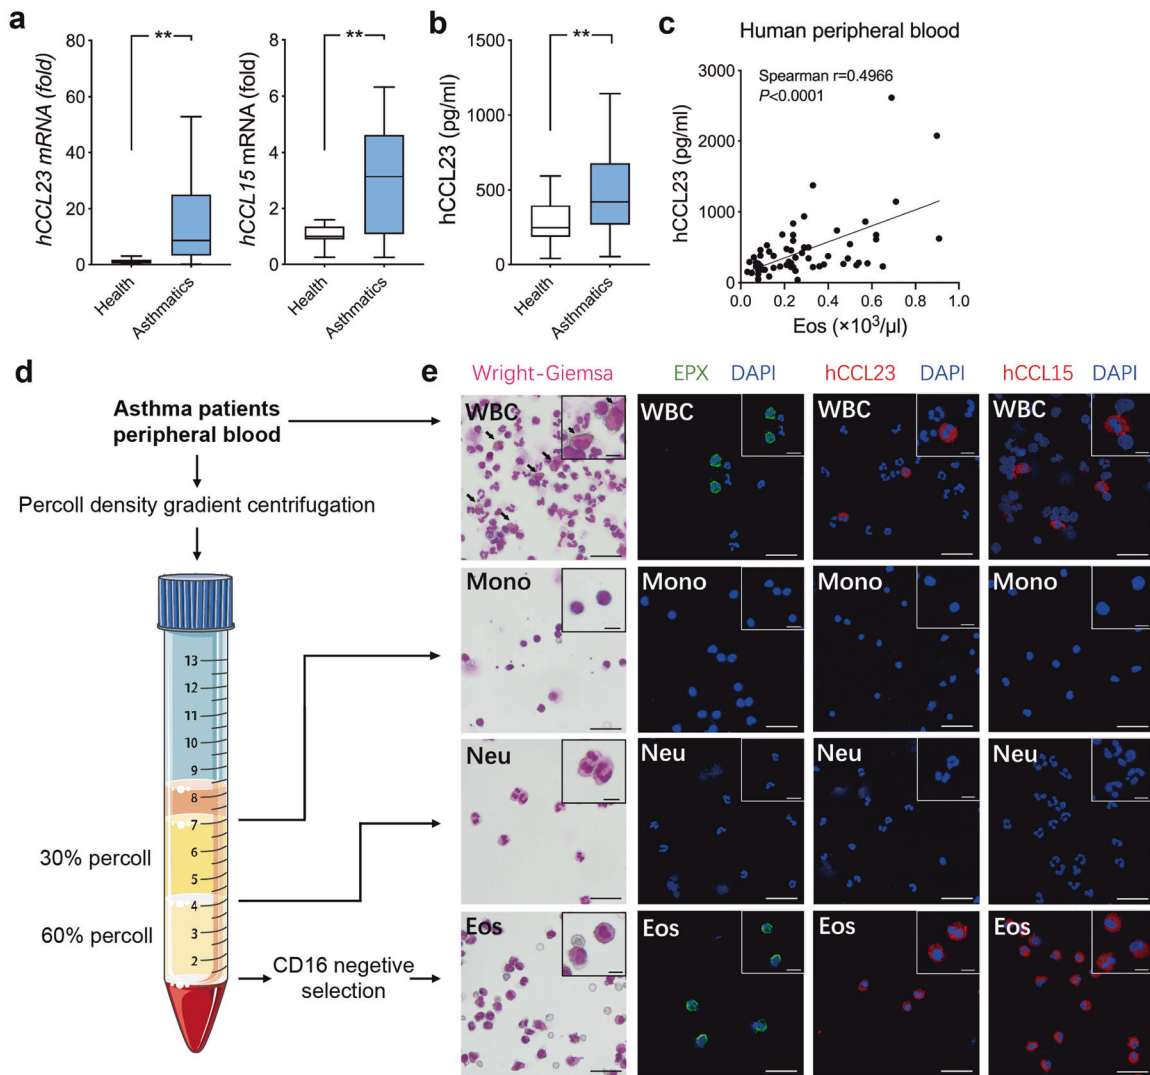 a
**
hCCL23 mRNA (fold)
80
60
40
20
0
Health
Asthmatics
**
hCCL15 mRNA (fold)
8
6
4
2
0
Health
Asthmatics
b
**
hCCL23 (pg/ml)
1500
1000
500
0
Health
Asthmatics
c
Human peripheral blood
Spearman r=0.4966
P<0.0001
hCCL23 (pg/ml)
3000
2000
1000
0
0.0 0.2 0.4 0.6 0.8 1.0
Eos (×10³/μl)
d
Asthma patients
peripheral blood
Percoll density gradient centrifugation
13
12
11
10
9
8
7
6
5
4
3
2
30% percoll
60% percoll
CD16 negetive
selection
e
Wright-Giemsa EPX DAPI hCCL23 DAPI hCCL15 DAPI
WBC WBC WBC WBC
Mono Mono Mono Mono
Neu Neu Neu Neu
Eos Eos Eos Eos